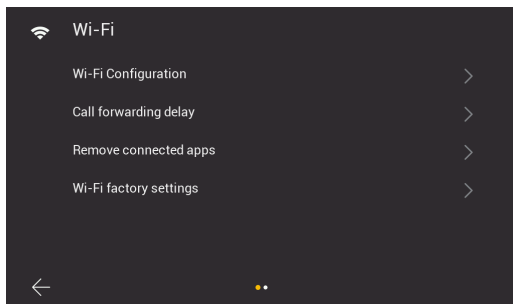 Wi-Fi
Wi-Fi Configuration
Call forwarding delay
Remove connected apps
Wi-Fi factory settings